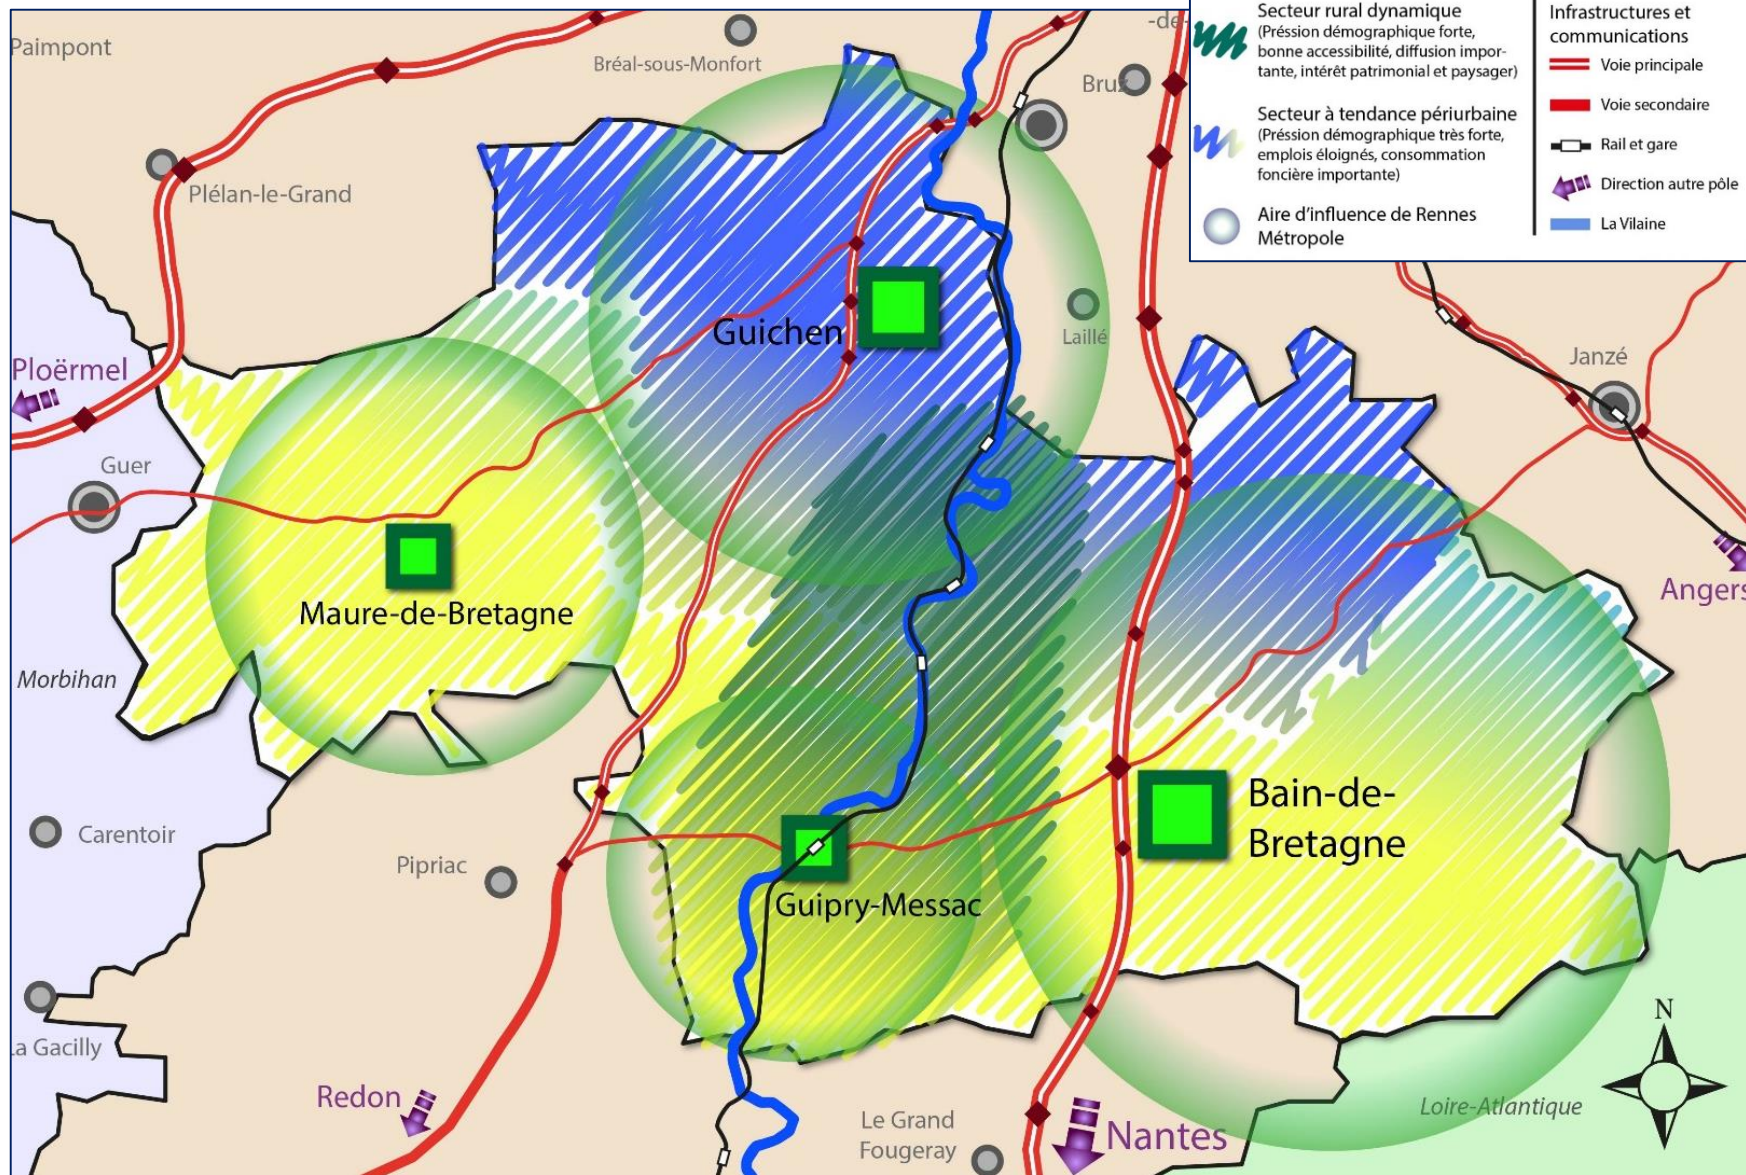 Secteur rural dynamique
(Préssion démographique forte,
bonne accessibilité, diffusion impor-
tante, intérêt patrimonial et paysager)
Secteur à tendance périurbaine
(Préssion démographique très forte,
emplois éloignés, consommation
foncière importante)
Aire d'influence de Rennes
Métropole
Infrastructures et
communications
Voie principale
Voie secondaire
Rail et gare
Direction autre pôle
La Vilaine
-de-
Paimpont
Bréal-sous-Monfort
Bruz
Plélan-le-Grand
Guichen
Laillé
Janzé
Ploërmel
Guer
Angers
Maure-de-Bretagne
Morbihan
Bain-de-
Bretagne
Carentoir
Pipriac
Guipry-Messac
N
La Gacilly
Redon
Le Grand
Fougeray
Nantes
Loire-Atlantique